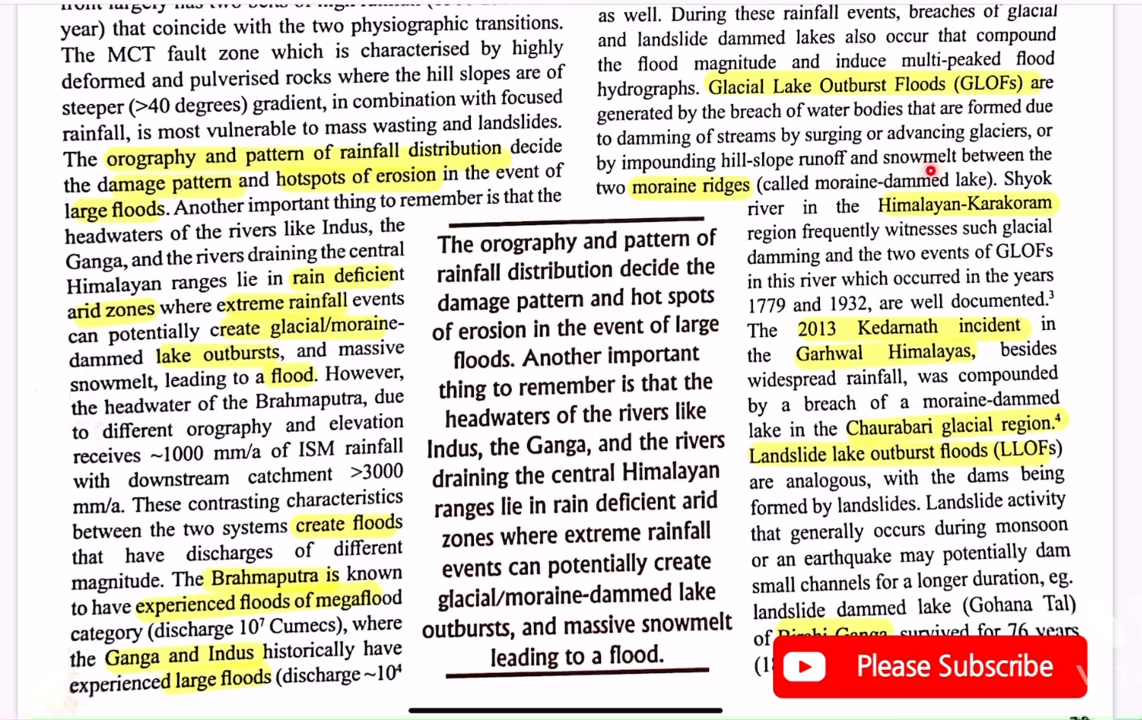 year) that coincide with the two physiographic transitions.
The MCT fault zone which is characterised by highly
deformed and pulverised rocks where the hill slopes are of
steeper (>40 degrees) gradient, in combination with focused
rainfall, is most vulnerable to mass wasting and landslides.
The orography and pattern of rainfall distribution decide
the damage pattern and hotspots of erosion in the event of
large floods. Another important thing to remember is that the
headwaters of the rivers like Indus, the
Ganga, and the rivers draining the central
Himalayan ranges lie in rain deficient
arid zones where extreme rainfall events
can potentially create glacial/moraine-
dammed lake outbursts, and massive
snowmelt, leading to a flood. However,
the headwater of the Brahmaputra, due
to different orography and elevation
receives ~1000 mm/a of ISM rainfall
with downstream catchment >3000
mm/a. These contrasting characteristics
between the two systems create floods
that have discharges of different
magnitude. The Brahmaputra is known
to have experienced floods of megaflood
category (discharge 10⁷ Cumecs), where
the Ganga and Indus historically have
experienced large floods (discharge ~10⁴
The orography and pattern of
rainfall distribution decide the
damage pattern and hot spots
of erosion in the event of large
floods. Another important
thing to remember is that the
headwaters of the rivers like
Indus, the Ganga, and the rivers
draining the central Himalayan
ranges lie in rain deficient arid
zones where extreme rainfall
events can potentially create
glacial/moraine-dammed lake
outbursts, and massive snowmelt
leading to a flood.
as well. During these rainfall events, breaches of glacial
and landslide dammed lakes also occur that compound
the flood magnitude and induce multi-peaked flood
hydrographs. Glacial Lake Outburst Floods (GLOFs) are
generated by the breach of water bodies that are formed due
to damming of streams by surging or advancing glaciers, or
by impounding hill-slope runoff and snowmelt between the
two moraine ridges (called moraine-dammed lake). Shyok
river in the Himalayan-Karakoram
region frequently witnesses such glacial
damming and the two events of GLOFs
in this river which occurred in the years
1779 and 1932, are well documented.³
The 2013 Kedarnath incident in
the Garhwal Himalayas, besides
widespread rainfall, was compounded
by a breach of a moraine-dammed
lake in the Chaurabari glacial region.⁴
Landslide lake outburst floods (LLOFs)
are analogous, with the dams being
formed by landslides. Landslide activity
that generally occurs during monsoon
or an earthquake may potentially dam
small channels for a longer duration, eg.
landslide dammed lake (Gohana Tal)
of Ganga survived for 76 years
Please Subscribe